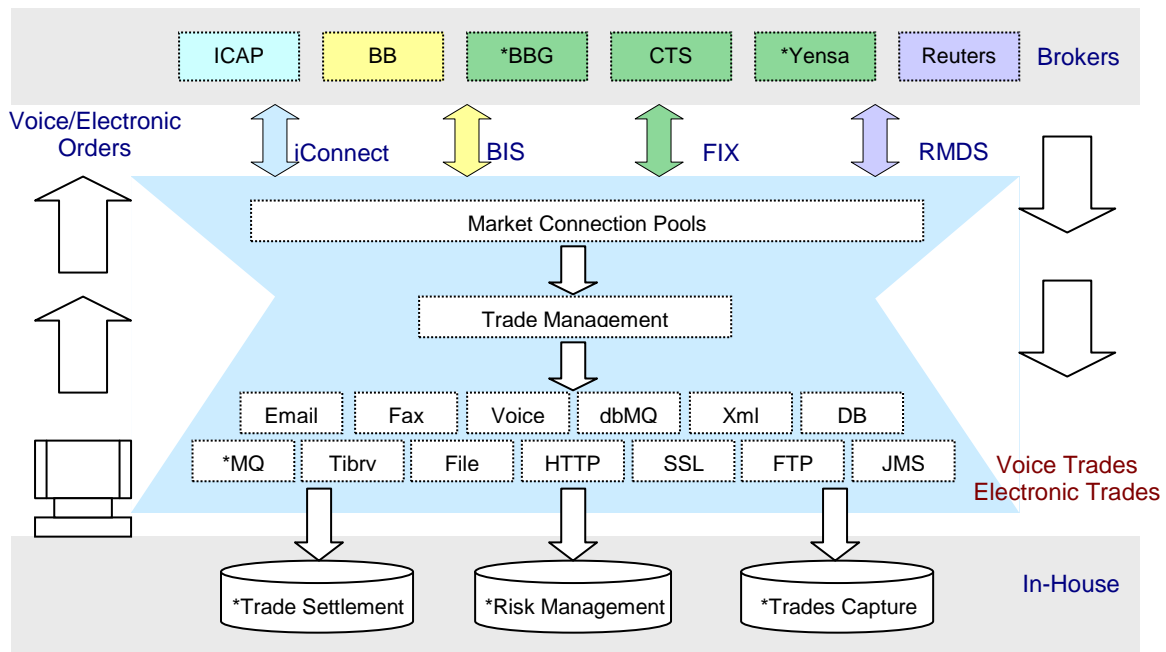 ICAP
BB
*BBG
CTS
*Yensa
Reuters
Brokers
Voice/Electronic
Orders
iConnect
BIS
FIX
RMDS
Market Connection Pools
Trade Management
Email
Fax
Voice
dbMQ
Xml
DB
*MQ
Tibrv
File
HTTP
SSL
FTP
JMS
Voice Trades
Electronic Trades
In-House
*Trade Settlement
*Risk Management
*Trades Capture